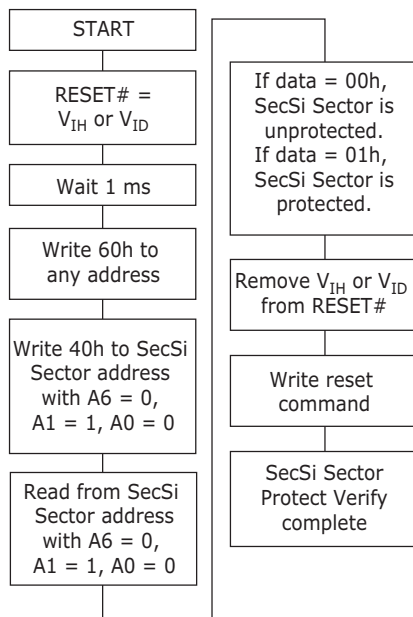 START
RESET# =
V_IH or V_ID
Wait 1 ms
Write 60h to
any address
Write 40h to SecSi
Sector address
with A6 = 0,
A1 = 1, A0 = 0
Read from SecSi
Sector address
with A6 = 0,
A1 = 1, A0 = 0
If data = 00h,
SecSi Sector is
unprotected.
If data = 01h,
SecSi Sector is
protected.
Remove V_IH or V_ID
from RESET#
Write reset
command
SecSi Sector
Protect Verify
complete